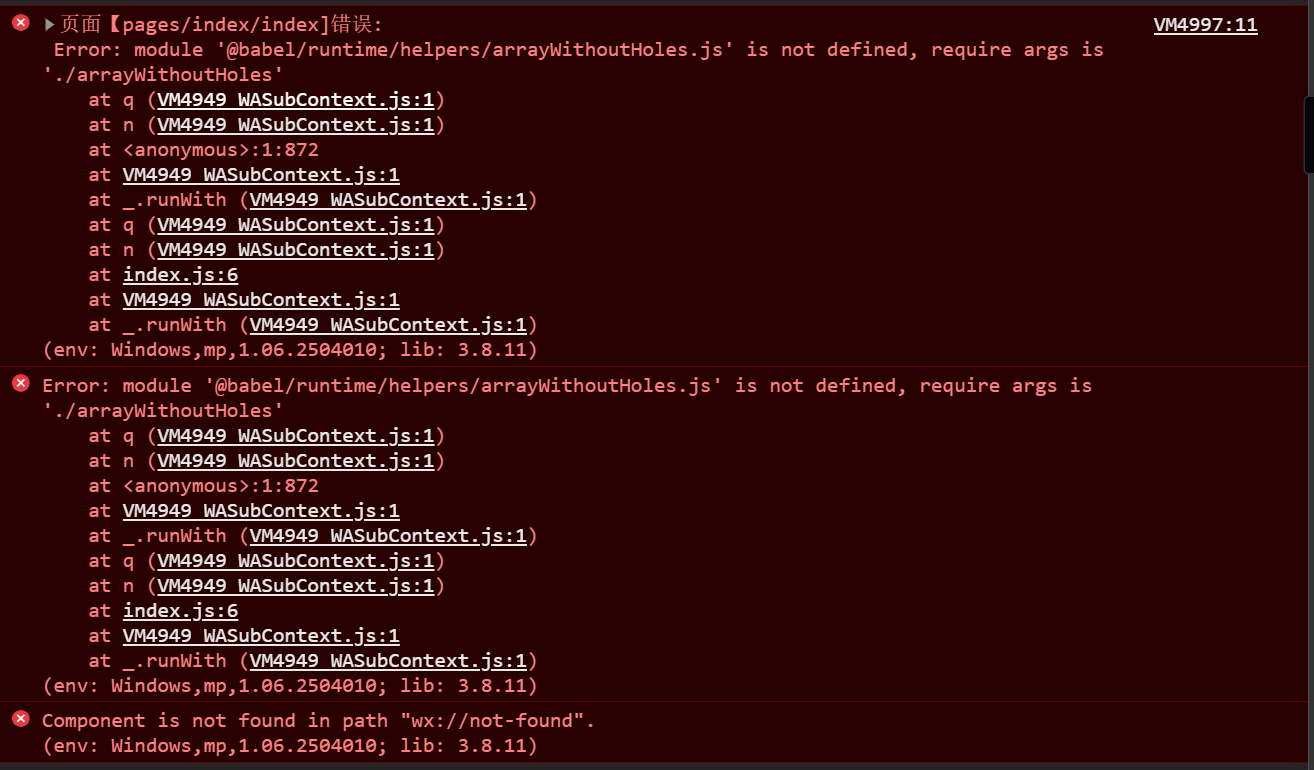 页面【pages/index/index]错误:
VM4997:11
Error: module '@babel/runtime/helpers/arrayWithoutHoles.js' is not defined, require args is
'./arrayWithoutHoles'
at q (VM4949 WASubContext.js:1)
at n (VM4949 WASubContext.js:1)
at <anonymous>:1:872
at VM4949 WASubContext.js:1
at _.runWith (VM4949 WASubContext.js:1)
at q (VM4949 WASubContext.js:1)
at n (VM4949 WASubContext.js:1)
at index.js:6
at VM4949 WASubContext.js:1
at _.runWith (VM4949 WASubContext.js:1)
(env: Windows,mp,1.06.2504010; lib: 3.8.11)
Error: module '@babel/runtime/helpers/arrayWithoutHoles.js' is not defined, require args is
'./arrayWithoutHoles'
at q (VM4949 WASubContext.js:1)
at n (VM4949 WASubContext.js:1)
at <anonymous>:1:872
at VM4949 WASubContext.js:1
at _.runWith (VM4949 WASubContext.js:1)
at q (VM4949 WASubContext.js:1)
at n (VM4949 WASubContext.js:1)
at index.js:6
at VM4949 WASubContext.js:1
at _.runWith (VM4949 WASubContext.js:1)
(env: Windows,mp,1.06.2504010; lib: 3.8.11)
Component is not found in path "wx://not-found".
(env: Windows,mp,1.06.2504010; lib: 3.8.11)